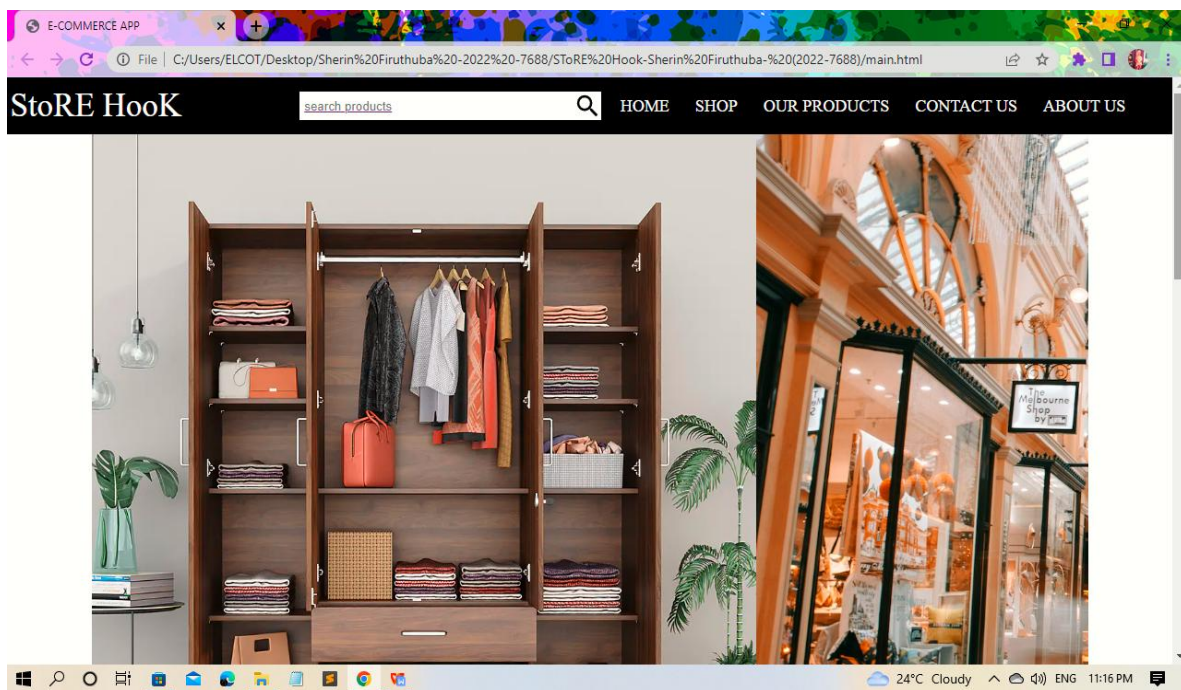 E-COMMERCE APP
File | C:/Users/ELCOT/Desktop/Sherin%20Firuthuba%20-2022%20-7688/SToRE%20Hook-Sherin%20Firuthuba-%20(2022-7688)/main.html
StoRE HooK search products HOME SHOP OUR PRODUCTS CONTACT US ABOUT US
The
Melbourne
Shop
by
24°C Cloudy ENG 11:16 PM